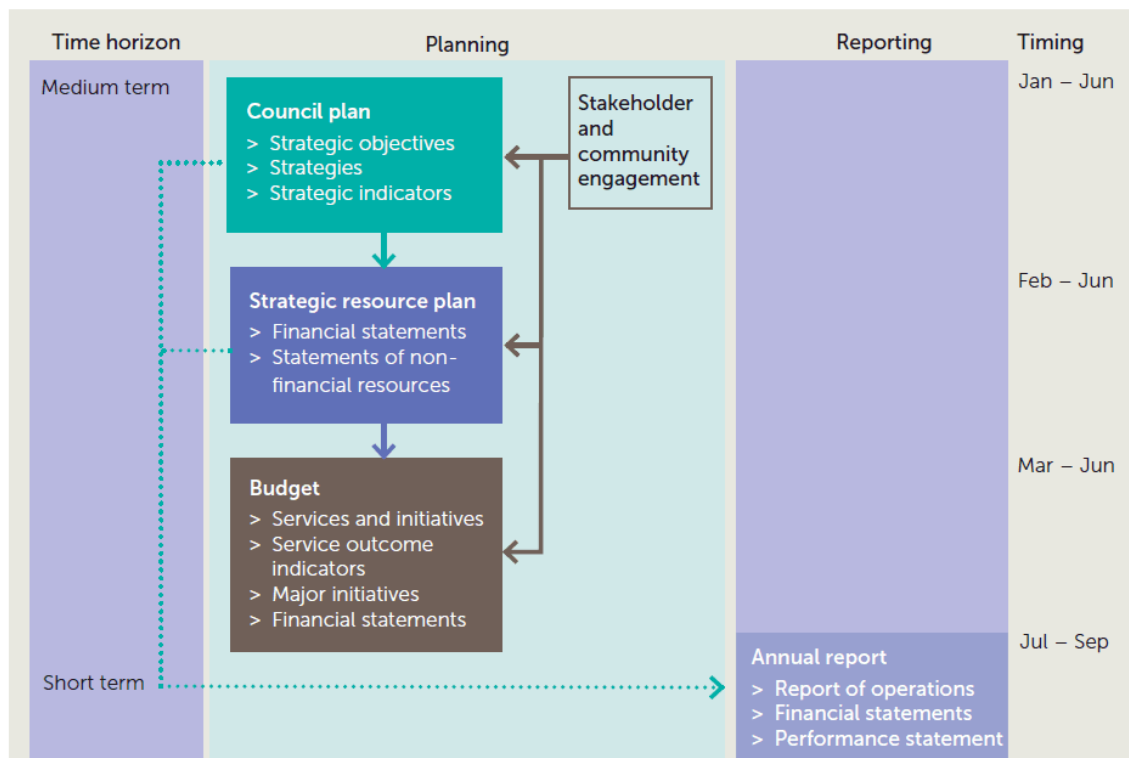 Time horizon
Planning
Reporting
Timing
Medium term
Council plan
> Strategic objectives
> Strategies
> Strategic indicators
Stakeholder
and
community
engagement
Jan – Jun
Strategic resource plan
> Financial statements
> Statements of non-
financial resources
Feb – Jun
Budget
> Services and initiatives
> Service outcome
indicators
> Major initiatives
> Financial statements
Mar – Jun
Short term
Annual report
> Report of operations
> Financial statements
> Performance statement
Jul – Sep